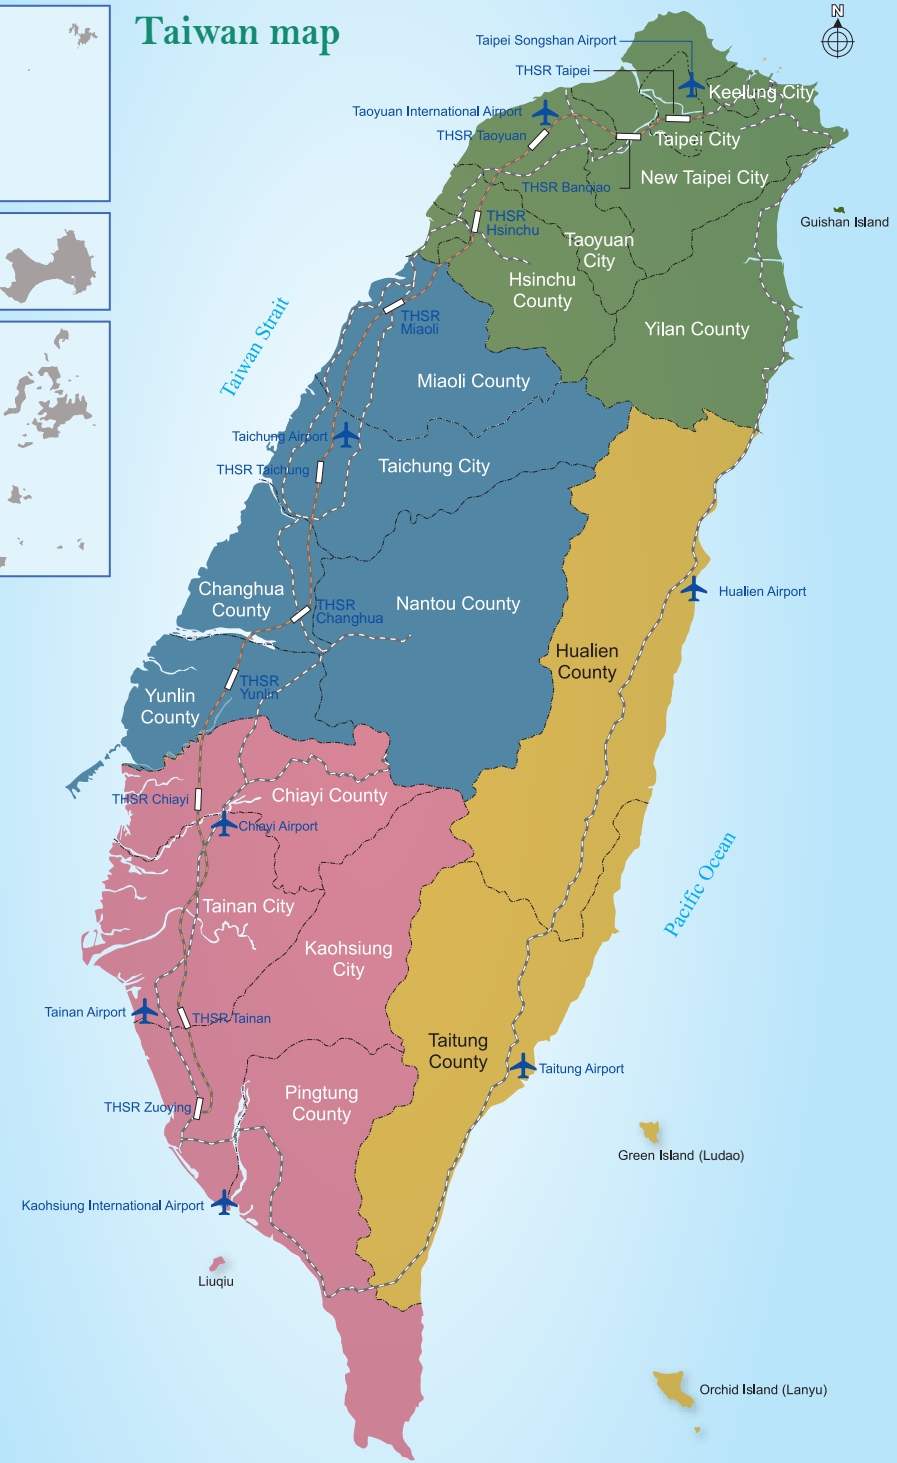 Taiwan map
N
Taipei Songshan Airport
THSR Taipei
Keelung City
Taoyuan International Airport
THSR Taoyuan
Taipei City
New Taipei City
THSR Banqiao
THSR
Hsinchu
Guishan Island
Taoyuan
City
Hsinchu
County
THSR
Miaoli
Yilan County
Taiwan Strait
Miaoli County
Taichung Airport
THSR Taichung
Taichung City
Changhua
County
THSR
Changhua
Nantou County
Hualien Airport
Hualien
County
THSR
Yunlin
Yunlin
County
THSR Chiayi
Chiayi County
Chiayi Airport
Pacific Ocean
Tainan City
Kaohsiung
City
Tainan Airport
THSR Tainan
Taitung
County
Taitung Airport
THSR Zuoying
Pingtung
County
Green Island (Ludao)
Kaohsiung International Airport
Liuqiu
Orchid Island (Lanyu)